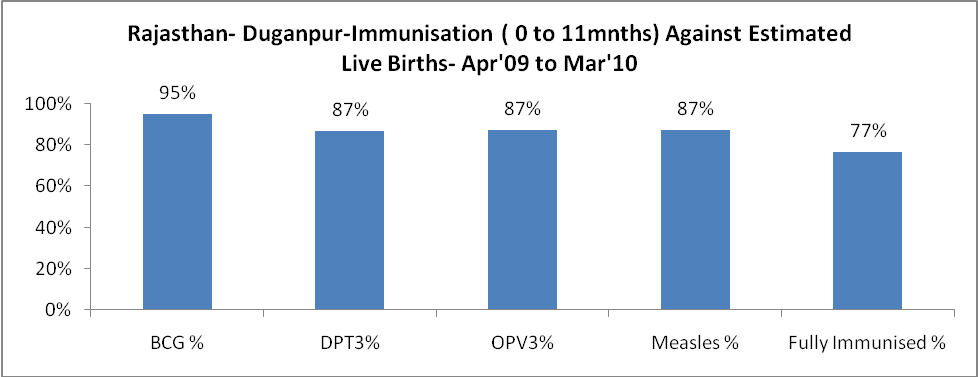 Rajasthan- Duganpur-Immunisation ( 0 to 11mnths) Against Estimated
Live Births- Apr'09 to Mar'10
95%
87%
87%
87%
77%
100%
80%
60%
40%
20%
0%
BCG %
DPT3%
OPV3%
Measles %
Fully Immunised %